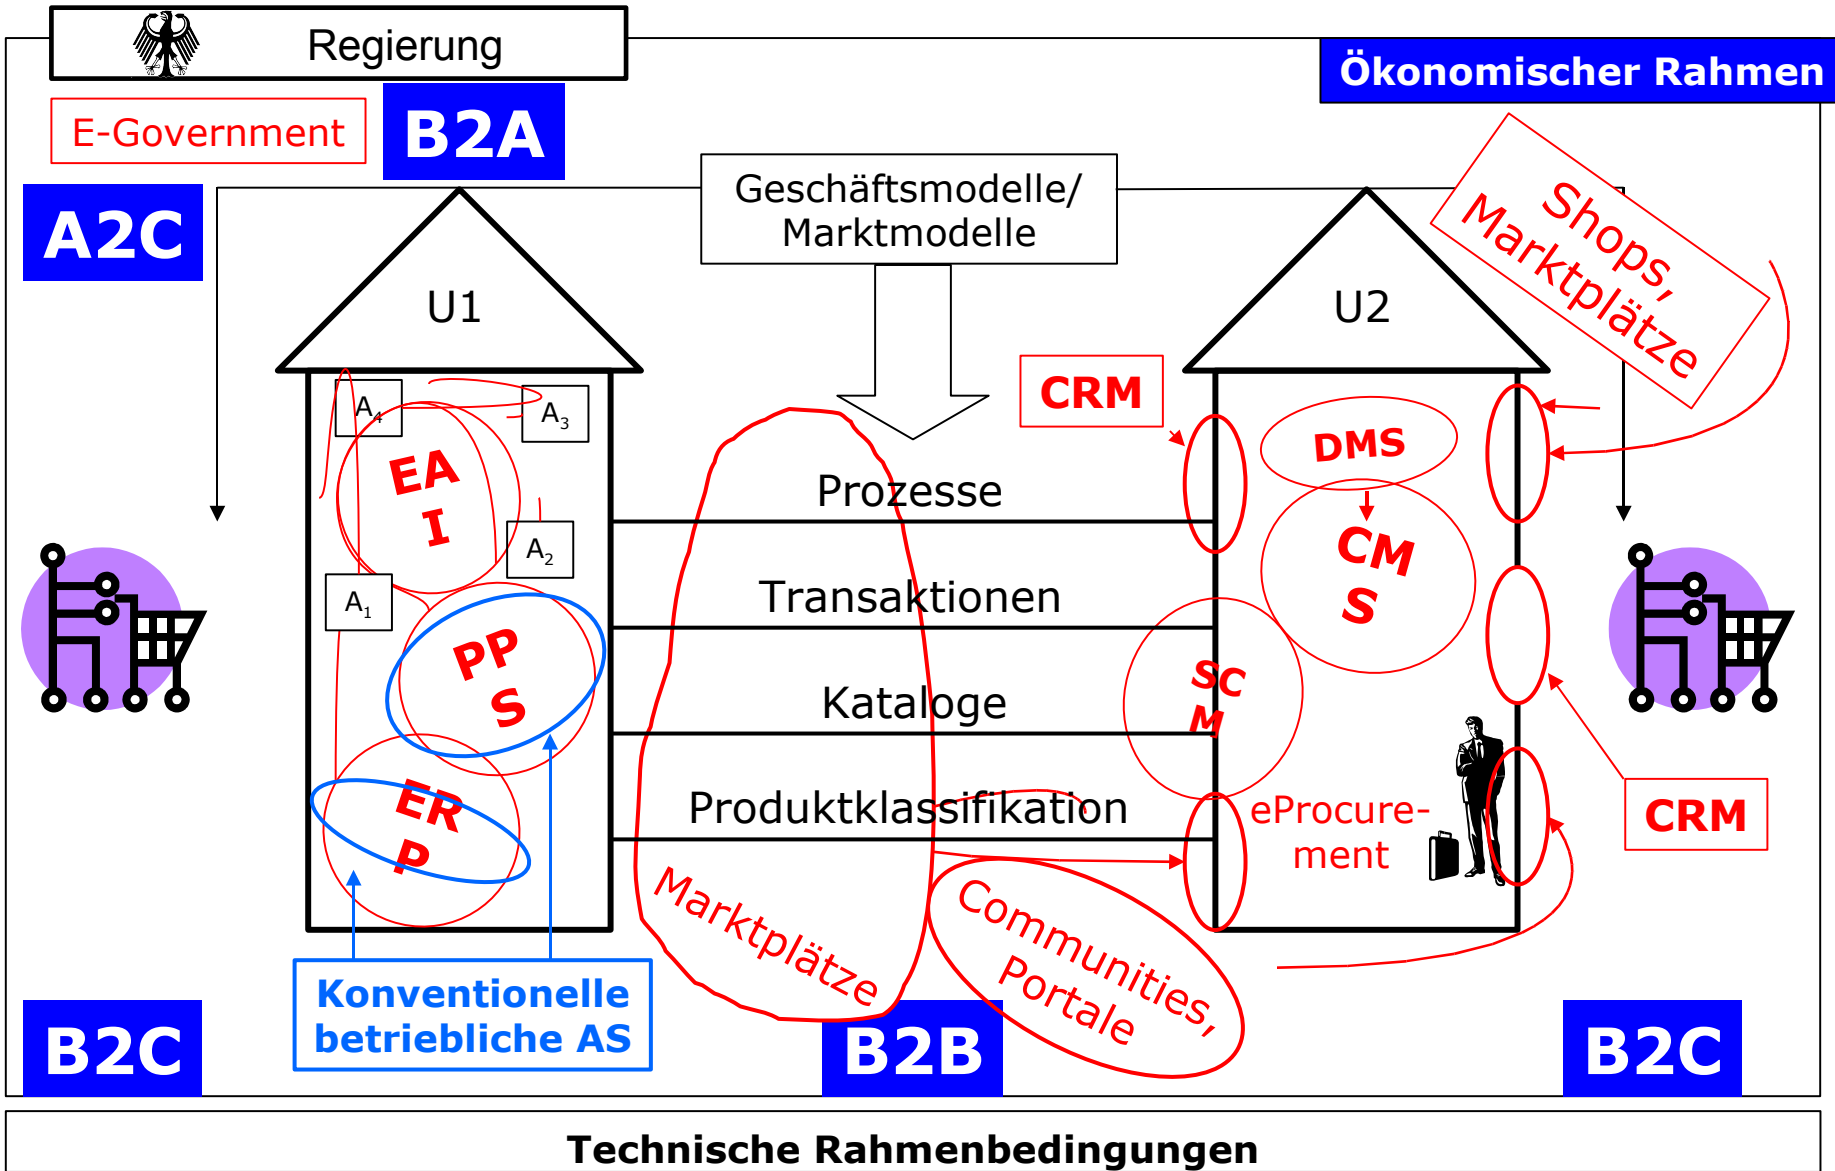 Regierung
Ökonomischer Rahmen
E-Government
B2A
A2C
Geschäftsmodelle/
Marktmodelle
Shops,
Marktplätze
U1
U2
CRM
A4
A3
EA
I
DMS
Prozesse
A2
CM
S
A1
Transaktionen
PP
S
SC
M
Kataloge
ER
P
Produktklassifikation
eProcure-
ment
CRM
Marktplätze
Communities,
Portale
Konventionelle
betriebliche AS
B2C
B2B
B2C
Technische Rahmenbedingungen